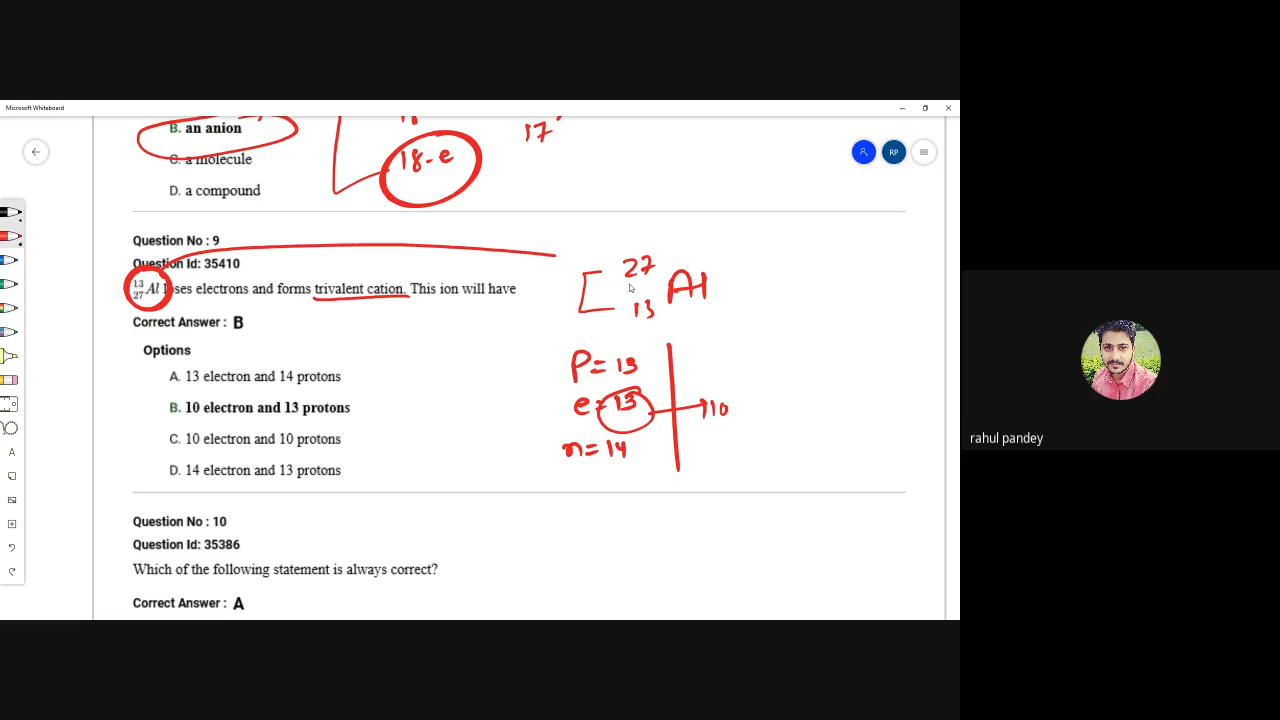 Microsoft Whiteboard
B. an anion
C. a molecule
D. a compound
18-e
17
RP
Question No : 9
Question Id: 35410
13
27 Al loses electrons and forms trivalent cation. This ion will have
Correct Answer : B
Options
A. 13 electron and 14 protons
B. 10 electron and 13 protons
C. 10 electron and 10 protons
D. 14 electron and 13 protons
27
13 Al
P = 13
e = 13 → 10
n = 14
Question No : 10
Question Id: 35386
Which of the following statement is always correct?
Correct Answer : A
A
rahul pandey